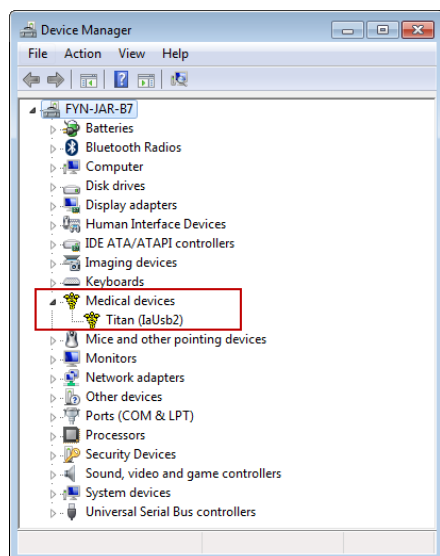 Device Manager
File Action View Help
FYN-JAR-B7
Batteries
Bluetooth Radios
Computer
Disk drives
Display adapters
Human Interface Devices
IDE ATA/ATAPI controllers
Imaging devices
Keyboards
Medical devices
Titan (IaUsb2)
Mice and other pointing devices
Monitors
Network adapters
Other devices
Ports (COM & LPT)
Processors
Security Devices
Sound, video and game controllers
System devices
Universal Serial Bus controllers